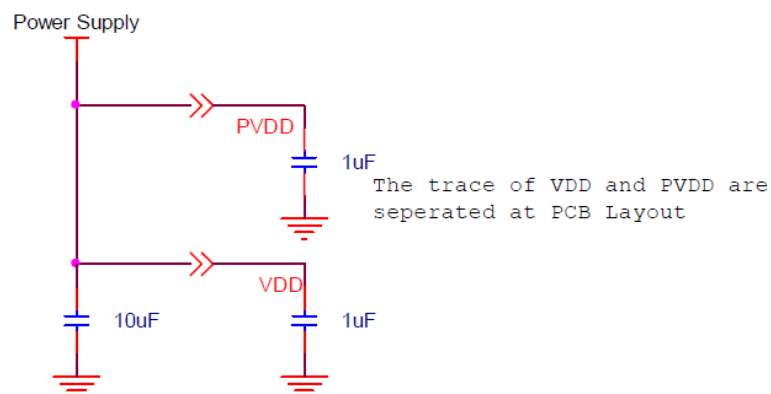 Power Supply
PVDD
1uF
The trace of VDD and PVDD are
seperated at PCB Layout
VDD
10uF
1uF